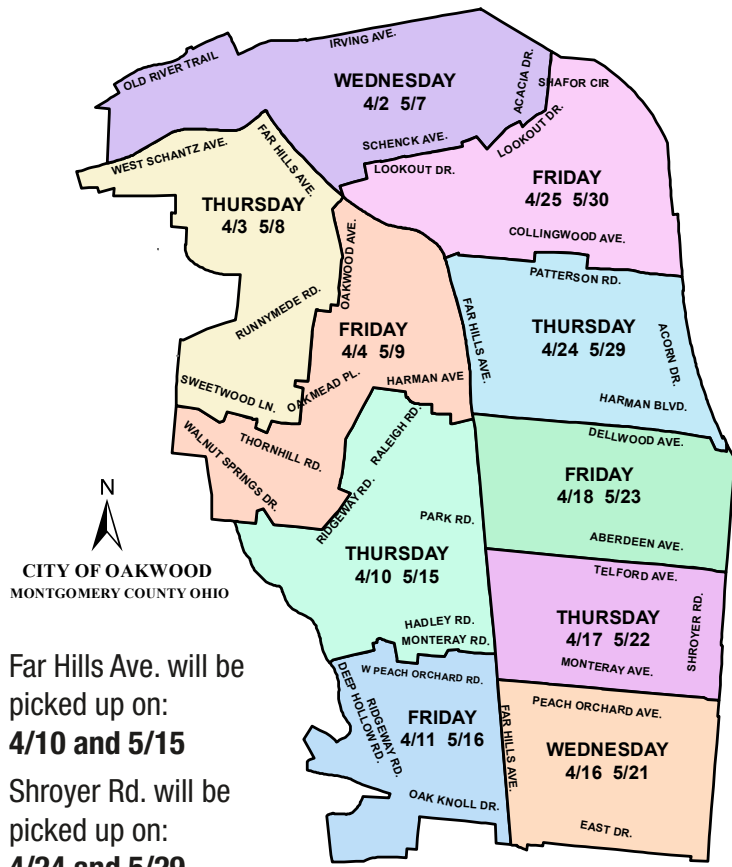 IRVING AVE.
OLD RIVER TRAIL
WEDNESDAY
4/2 5/7
ACACIA DR.
SHAFOR CIR
SCHENCK AVE.
LOOKOUT DR.
LOOKOUT DR.
WEST SCHANTZ AVE.
FAR HILLS AVE.
THURSDAY
4/3 5/8
FRIDAY
4/25 5/30
COLLINGWOOD AVE.
OAKWOOD AVE.
PATTERSON RD.
RUNNYMEDE RD.
FRIDAY
4/4 5/9
FAR HILLS AVE.
THURSDAY
4/24 5/29
ACORN DR.
SWEETWOOD LN.
OAKMEAD PL.
HARMAN AVE
HARMAN BLVD.
WALNUT SPRINGS DR.
THORNHILL RD.
RALEIGH RD.
DELLWOOD AVE.
FRIDAY
4/18 5/23
RIDGEWAY RD.
PARK RD.
ABERDEEN AVE.
N
CITY OF OAKWOOD
MONTGOMERY COUNTY OHIO
THURSDAY
4/10 5/15
TELFORD AVE.
THURSDAY
4/17 5/22
SHROYER RD.
HADLEY RD.
MONTERAY RD.
MONTERAY AVE.
Far Hills Ave. will be
picked up on:
4/10 and 5/15
W PEACH ORCHARD RD.
DEEP HOLLOW RD.
RIDGEWAY RD.
FRIDAY
4/11 5/16
FAR HILLS AVE.
PEACH ORCHARD AVE.
WEDNESDAY
4/16 5/21
OAK KNOLL DR.
EAST DR.
Shroyer Rd. will be
picked up on:
4/24 and 5/29